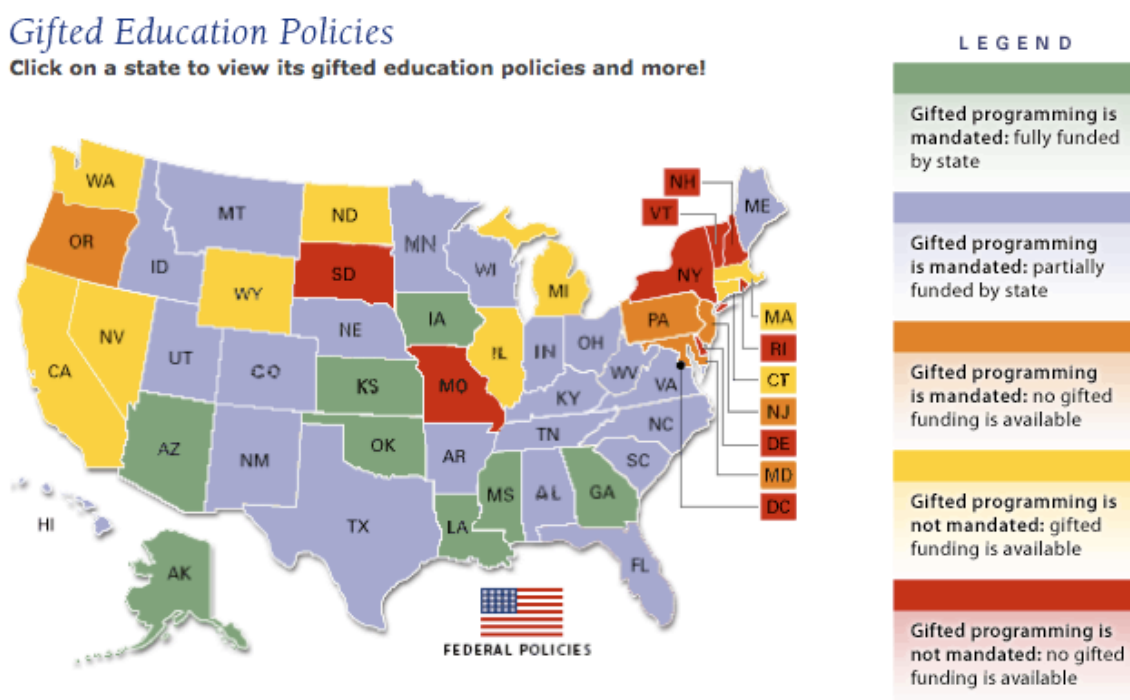 Gifted Education Policies
Click on a state to view its gifted education policies and more!
LEGEND
Gifted programming is
mandated: fully funded
by state
Gifted programming
is mandated: partially
funded by state
Gifted programming
is mandated: no gifted
funding is available
Gifted programming is
not mandated: gifted
funding is available
Gifted programming is
not mandated: no gifted
funding is available
NH
VT
ME
WA
MT
ND
MN
OR
ID
SD
WI
NY
WY
MI
MA
IA
PA
NE
RI
NV
IL
IN
OH
UT
CO
CA
KS
MO
WV
VA
CT
KY
NJ
NC
TN
DE
AZ
OK
NM
AR
SC
MD
MS
AL
GA
DC
HI
TX
LA
FL
AK
FEDERAL POLICIES